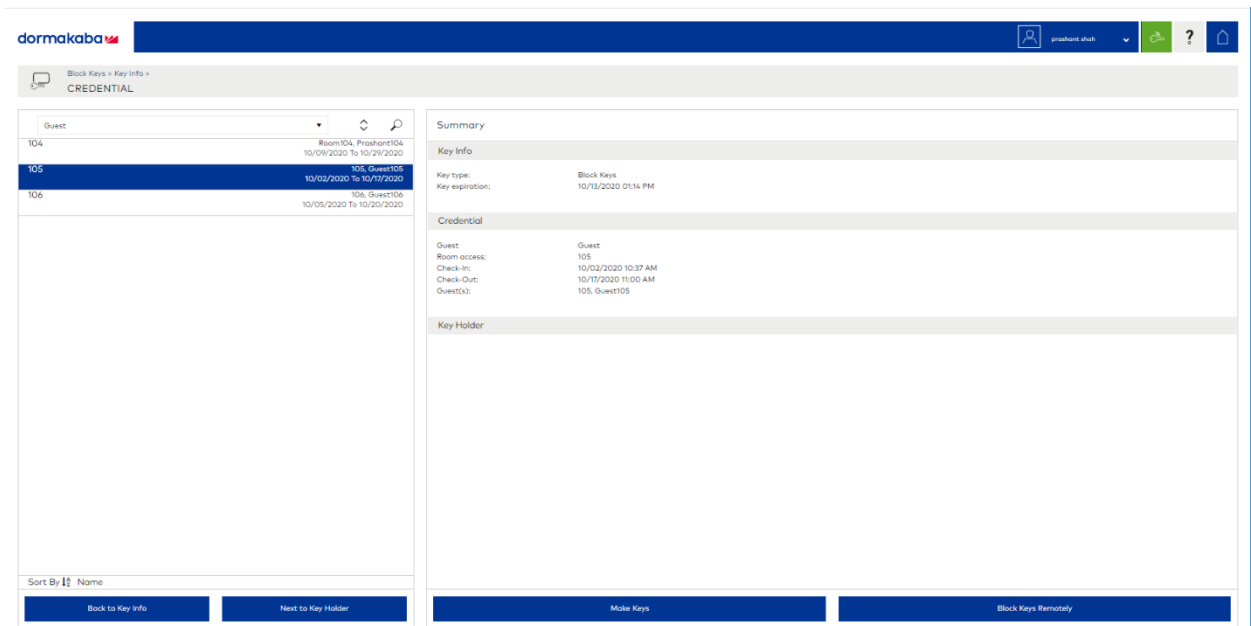 dormakaba
prashant shah
?
Block Keys » Key Info »
CREDENTIAL
Guest
104
Room104, Prashant104
10/09/2020 To 10/29/2020
105
105, Guest105
10/02/2020 To 10/17/2020
106
106, Guest106
10/05/2020 To 10/20/2020
Sort By Name
Back to Key Info
Next to Key Holder
Summary
Key Info
Key type: Block Keys
Key expiration: 10/13/2020 01:14 PM
Credential
Guest Guest
Room access: 105
Check-In: 10/02/2020 10:37 AM
Check-Out: 10/17/2020 11:00 AM
Guest(s): 105, Guest105
Key Holder
Make Keys
Block Keys Remotely